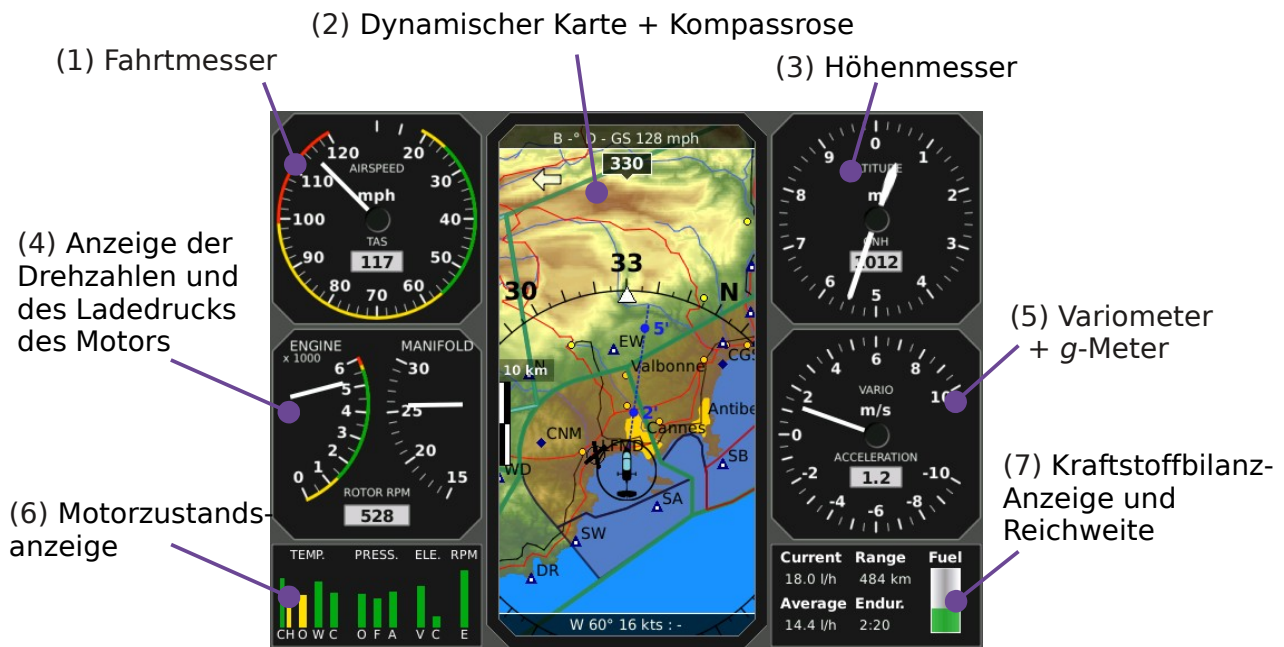 (2) Dynamischer Karte + Kompassrose
(1) Fahrtmesser
(3) Höhenmesser
(4) Anzeige der
Drehzahlen und
des Ladedrucks
des Motors
(5) Variometer
+ g-Meter
(6) Motorzustands-
anzeige
(7) Kraftstoffbilanz-
Anzeige und
Reichweite
120 20
AIRSPEED
110 30
mph
100 40
TAS
117
90 50
80 70 60
B -° D - GS 128 mph
330
33
30 N
5'
EW
CGS
10 km
Valbonne
2'
Antibe
Cannes
CNM
LFMD
WD
SB
SA
SW
DR
W 60° 16 kts : -
0
9 1
ALTITUDE
8 m 2
QNH
7 1012 3
6 5 4
ENGINE MANIFOLD
x 1000
6 30
5
4 25
3
2 20
1
0 15
ROTOR RPM
528
4 6 8
VARIO
2 10
m/s
0
ACCELERATION
-2 1.2 -10
-4 -6 -8
TEMP. PRESS. ELE. RPM
CH O W C O F A V C E
Current Range Fuel
18.0 l/h 484 km
Average Endur.
14.4 l/h 2:20